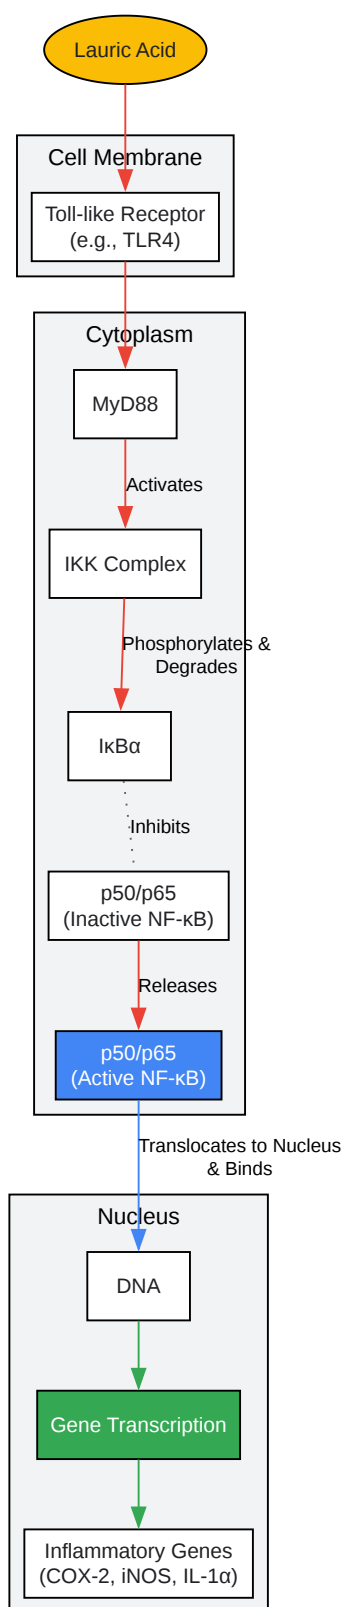 Lauric Acid
Cell Membrane
Toll-like Receptor
(e.g., TLR4)
Cytoplasm
MyD88
Activates
IKK Complex
Phosphorylates &
Degrades
IκBα
Inhibits
p50/p65
(Inactive NF-κB)
Releases
p50/p65
(Active NF-κB)
Translocates to Nucleus
& Binds
Nucleus
DNA
Gene Transcription
Inflammatory Genes
(COX-2, iNOS, IL-1α)